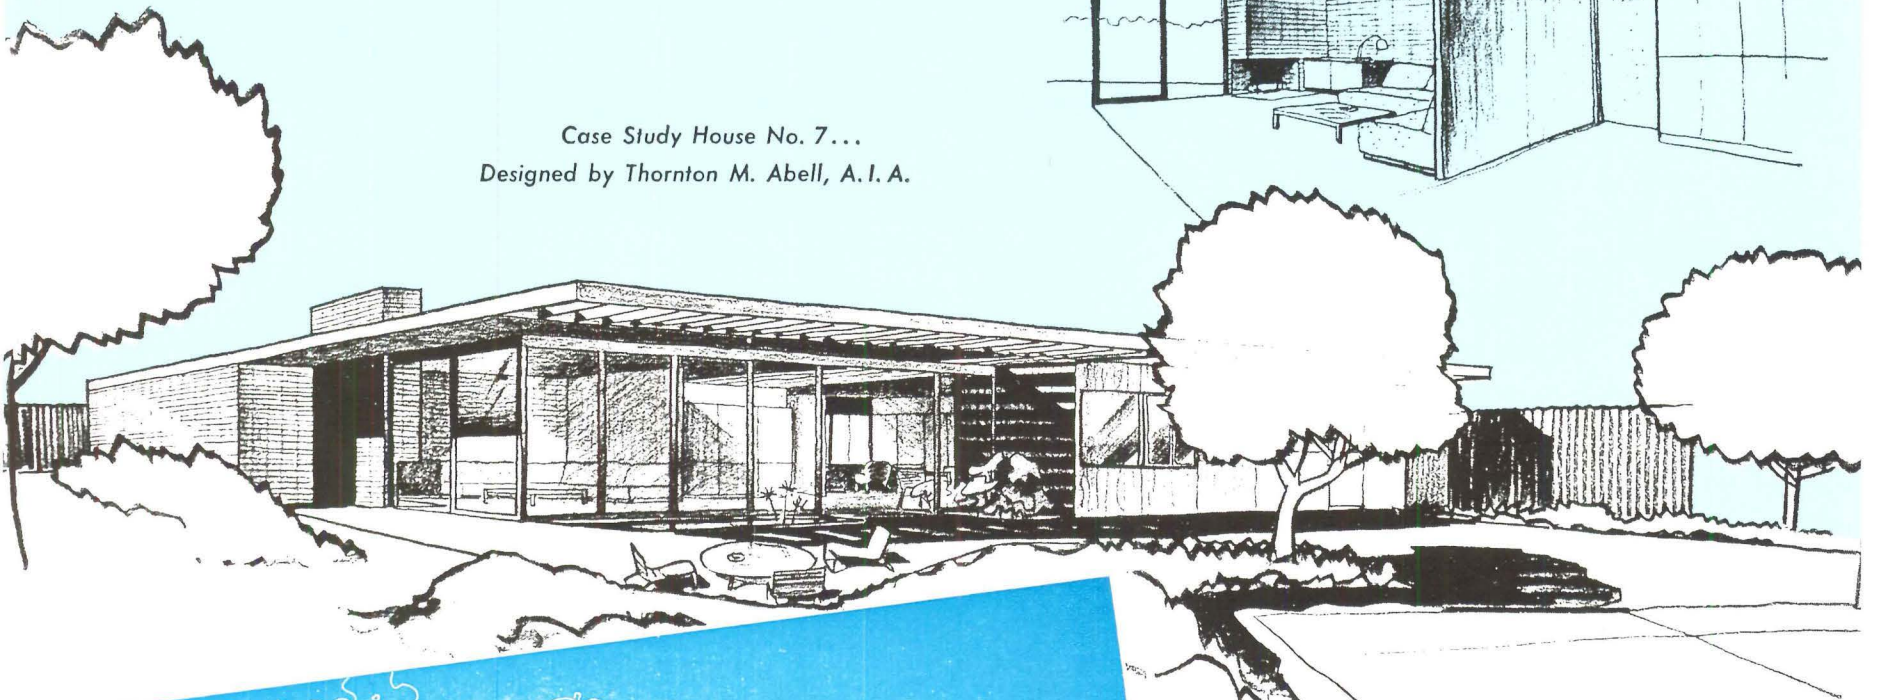 Case Study House No. 7...
Designed by Thornton M. Abell, A.I.A.